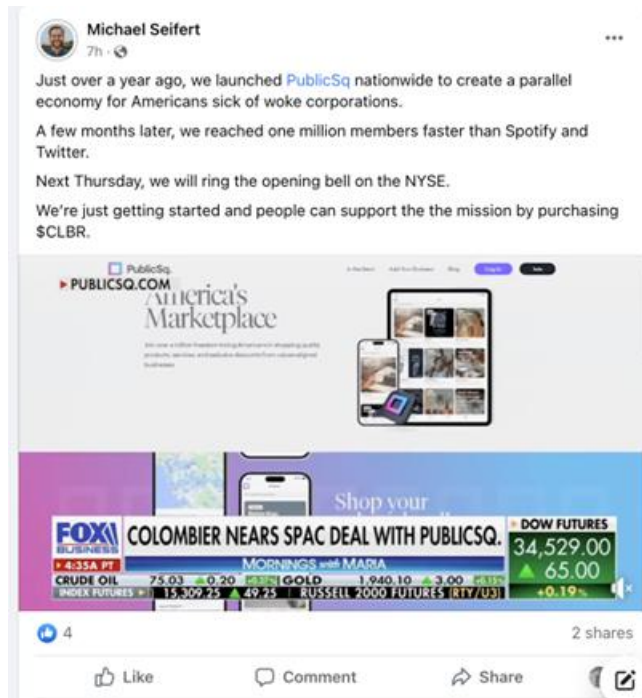 Michael Seifert
7h
Just over a year ago, we launched PublicSq nationwide to create a parallel
economy for Americans sick of woke corporations.
A few months later, we reached one million members faster than Spotify and
Twitter.
Next Thursday, we will ring the opening bell on the NYSE.
We're just getting started and people can support the the mission by purchasing
$CLBR.
PublicSq.
PUBLICSQ.COM
America's
Marketplace
Shop your
FOX BUSINESS
COLOMBIER NEARS SPAC DEAL WITH PUBLICSQ.
DOW FUTURES
34,529.00
65.00
+0.19%
4:35A PT
MORNINGS with MARIA
CRUDE OIL 75.03 0.20 GOLD 1,940.10 3.00
INDEX FUTURES 15,309.25 49.25 RUSSELL 2000 FUTURES (RTY/U3)
4
2 shares
Like
Comment
Share